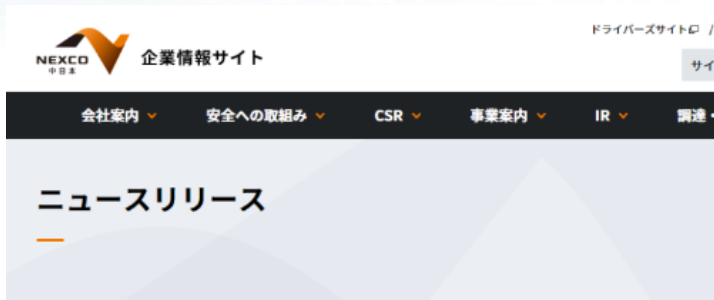 ドライバーズサイト /
NEXCO
中日本
企業情報サイト
サイ
会社案内 安全への取組み CSR 事業案内 IR 調達・
ニュースリリース